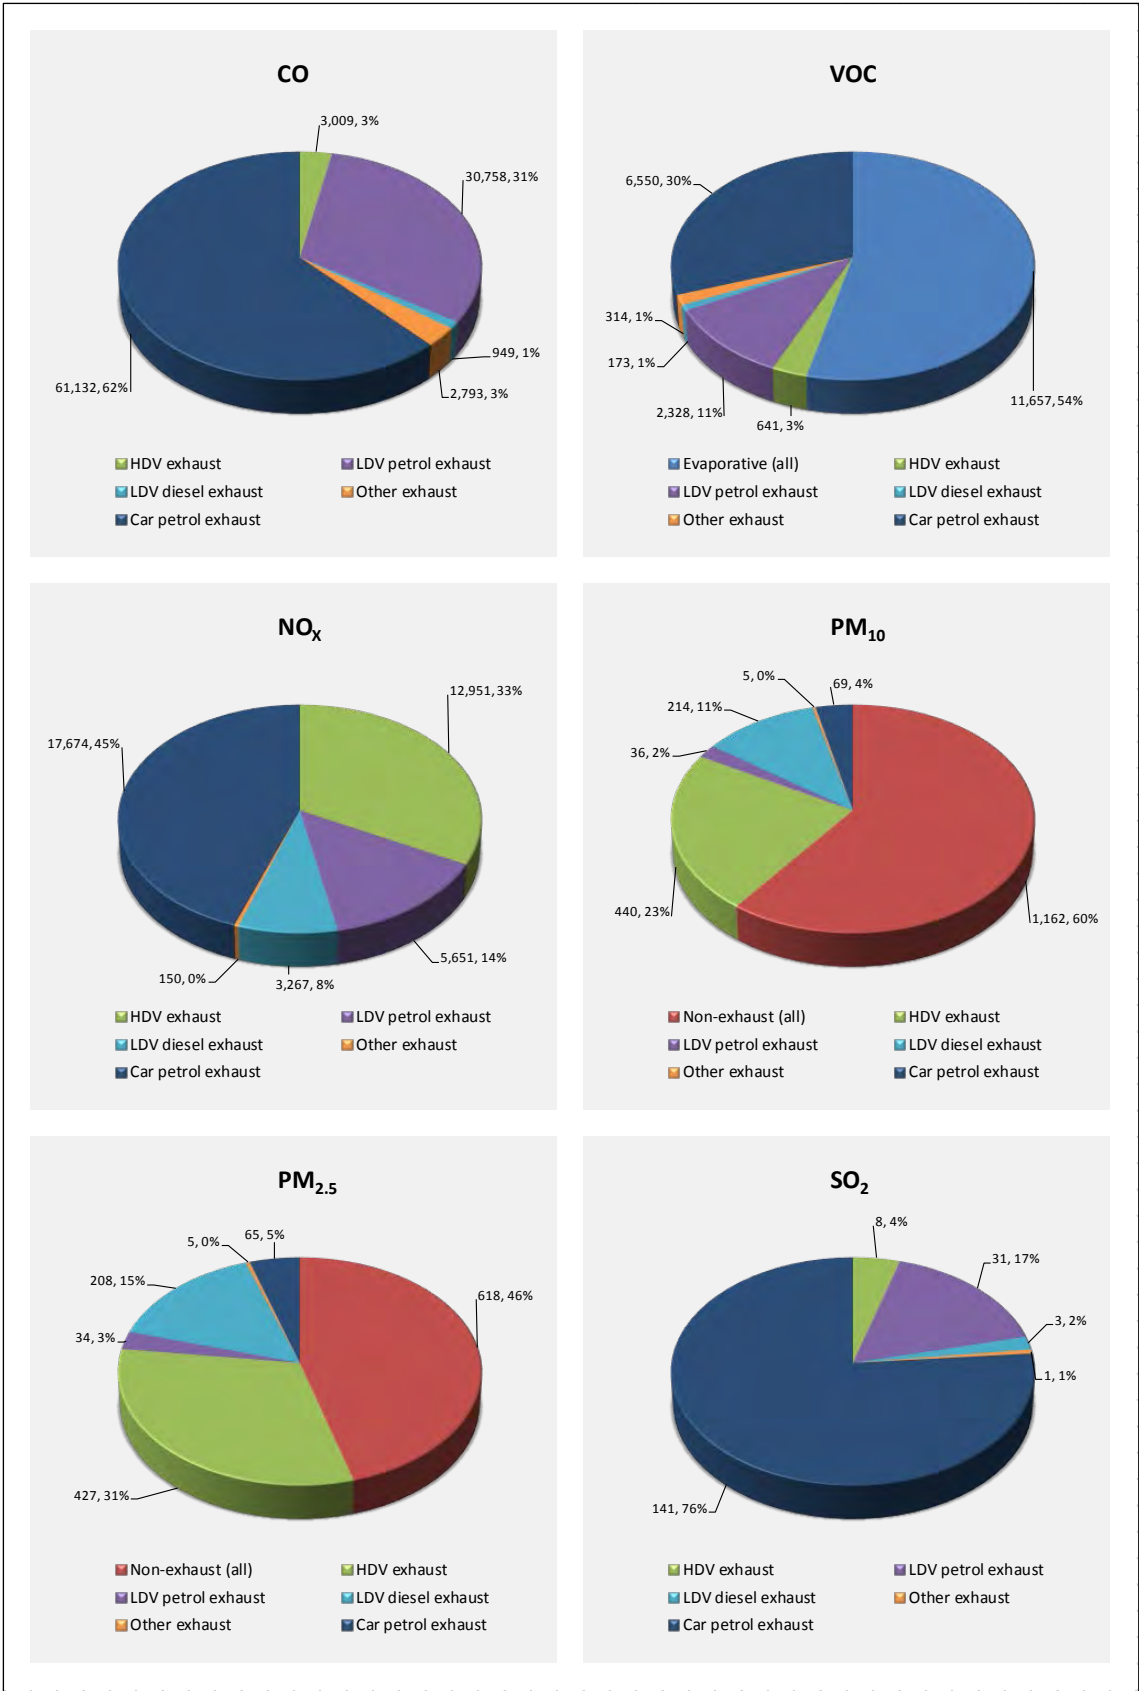 CO
3,009, 3%
30,758, 31%
949, 1%
2,793, 3%
61,132, 62%
HDV exhaust
LDV petrol exhaust
LDV diesel exhaust
Other exhaust
Car petrol exhaust
VOC
6,550, 30%
314, 1%
173, 1%
2,328, 11%
641, 3%
11,657, 54%
Evaporative (all)
HDV exhaust
LDV petrol exhaust
LDV diesel exhaust
Other exhaust
Car petrol exhaust
NOX
12,951, 33%
17,674, 45%
5,651, 14%
150, 0%
3,267, 8%
HDV exhaust
LDV petrol exhaust
LDV diesel exhaust
Other exhaust
Car petrol exhaust
PM10
5, 0%
69, 4%
214, 11%
36, 2%
440, 23%
1,162, 60%
Non-exhaust (all)
HDV exhaust
LDV petrol exhaust
LDV diesel exhaust
Other exhaust
Car petrol exhaust
PM2.5
65, 5%
5, 0%
208, 15%
618, 46%
34, 3%
427, 31%
Non-exhaust (all)
HDV exhaust
LDV petrol exhaust
LDV diesel exhaust
Other exhaust
Car petrol exhaust
SO2
8, 4%
31, 17%
3, 2%
1, 1%
141, 76%
HDV exhaust
LDV petrol exhaust
LDV diesel exhaust
Other exhaust
Car petrol exhaust